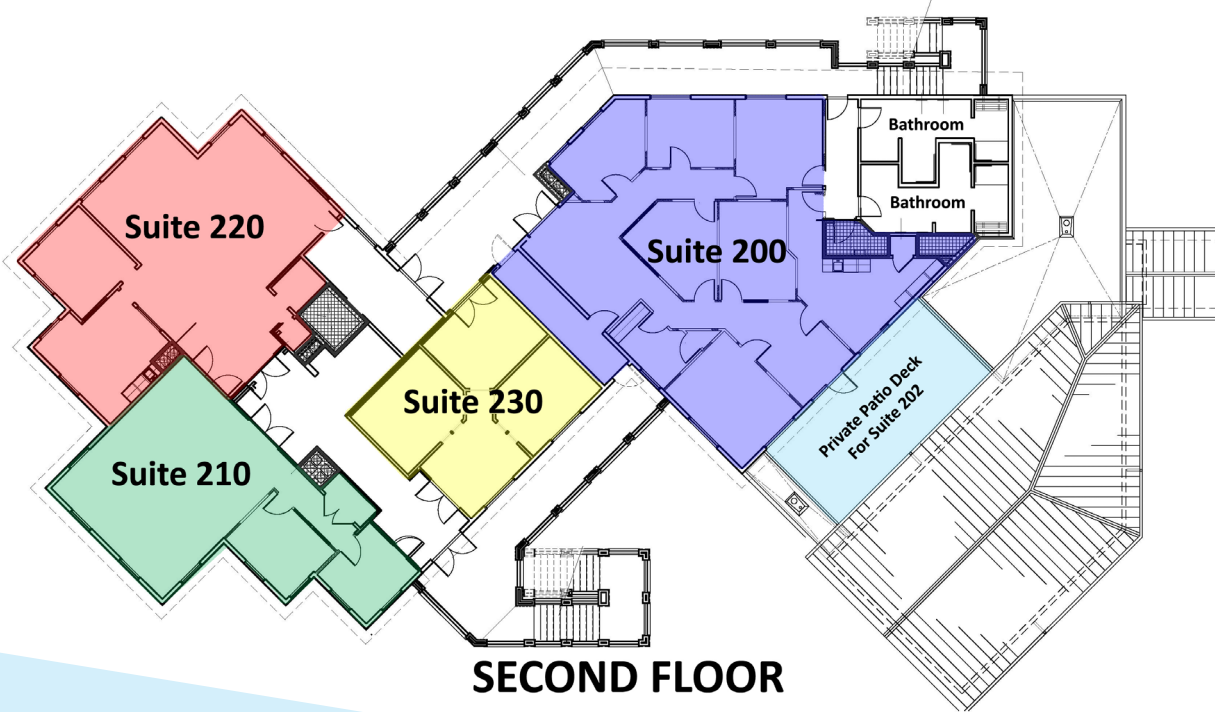 Bathroom
Bathroom
Suite 220
Suite 200
Suite 230
Private Patio Deck
For Suite 202
Suite 210
SECOND FLOOR